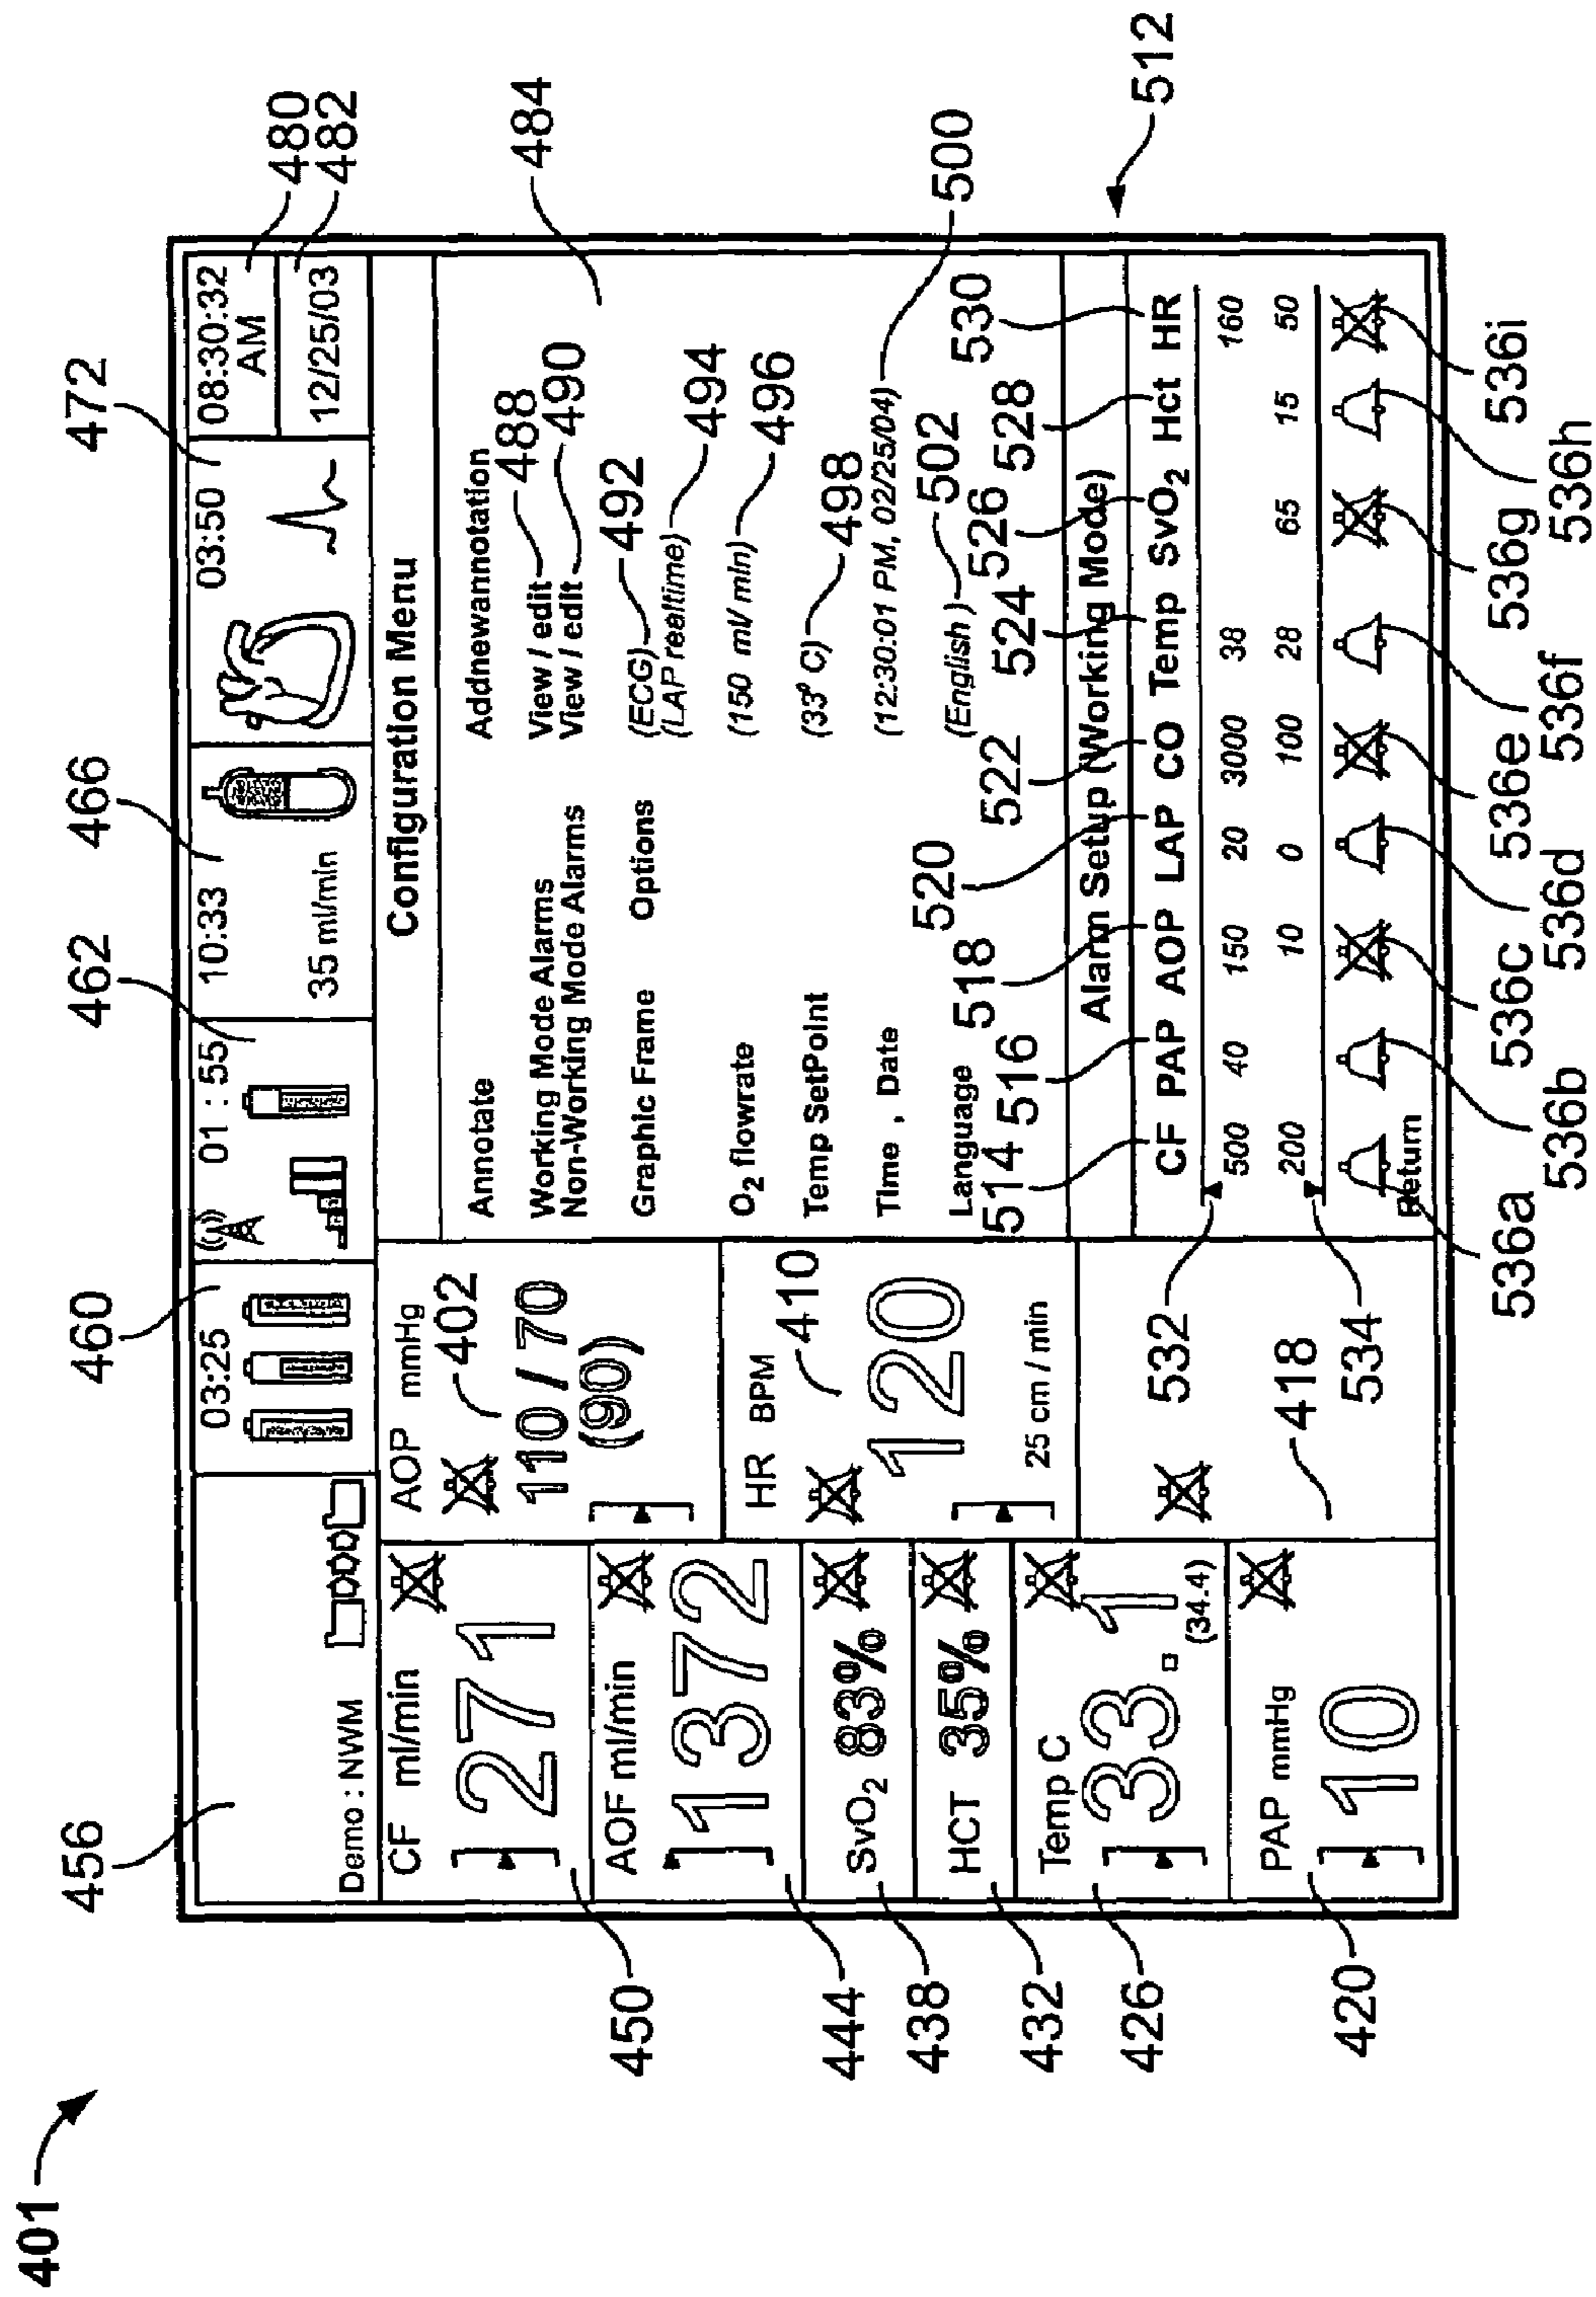 401
456
460
462
466
472
480
482
484
Demo : NWM
03:25
01 : 55
10:33
35 ml/min
03:50
08:30:32
AM
12/25/03
CF ml/min
271
450
AOF ml/min
1372
444
SvO2 83%
438
HCT 35%
432
Temp C
33.1
(34.4)
426
PAP mmHg
10
420
AOP mmHg
402
110 / 70
(90)
HR BPM
410
120
25 cm / min
418
Configuration Menu
Annotate Addnewannotation
Working Mode Alarms View / edit 488
Non-Working Mode Alarms View / edit 490
Graphic Frame Options (ECG) 492
(LAP realtime) 494
O2 flowrate (150 ml/ min) 496
Temp SetPoint (33° C) 498
Time , Date (12:30:01 PM, 02/25/04) 500
Language (English ) 502
Alarm Setup (Working Mode)
512
514 516 518 520 522 524 526 528 530
CF PAP AOP LAP CO Temp SvO2 Hct HR
532
500 40 150 20 3000 38 160
534
200 10 0 100 28 65 15 50
Return
536a 536b 536c 536d 536e 536f 536g 536h 536i